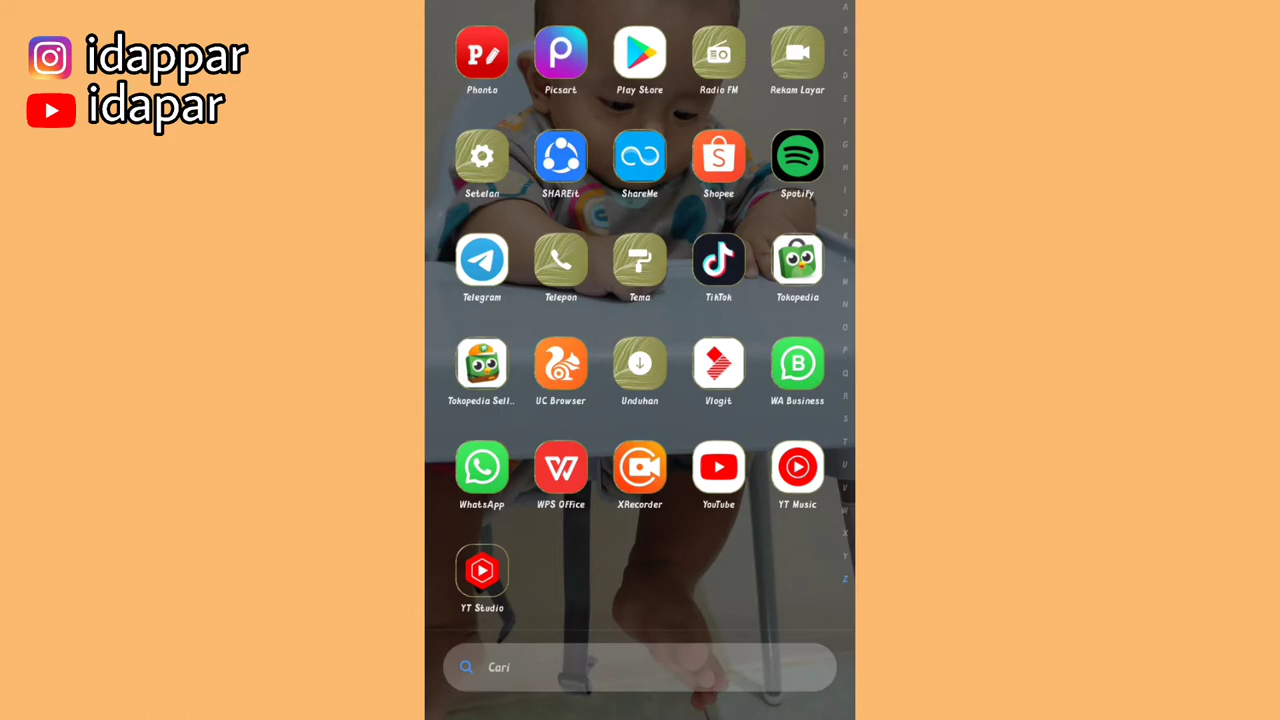 idappar
idapar
Phonto Picsart Play Store Radio FM Rekam Layar
Setelan SHAREit ShareMe Shopee Spotify
Telegram Telepon Tema TikTok Tokopedia
Tokopedia Sell.. UC Browser Unduhan Vlogit WA Business
WhatsApp WPS Office XRecorder YouTube YT Music
YT Studio
Cari
A
B
C
D
E
F
G
H
I
J
K
L
M
N
O
P
Q
R
S
T
U
V
W
X
Y
Z